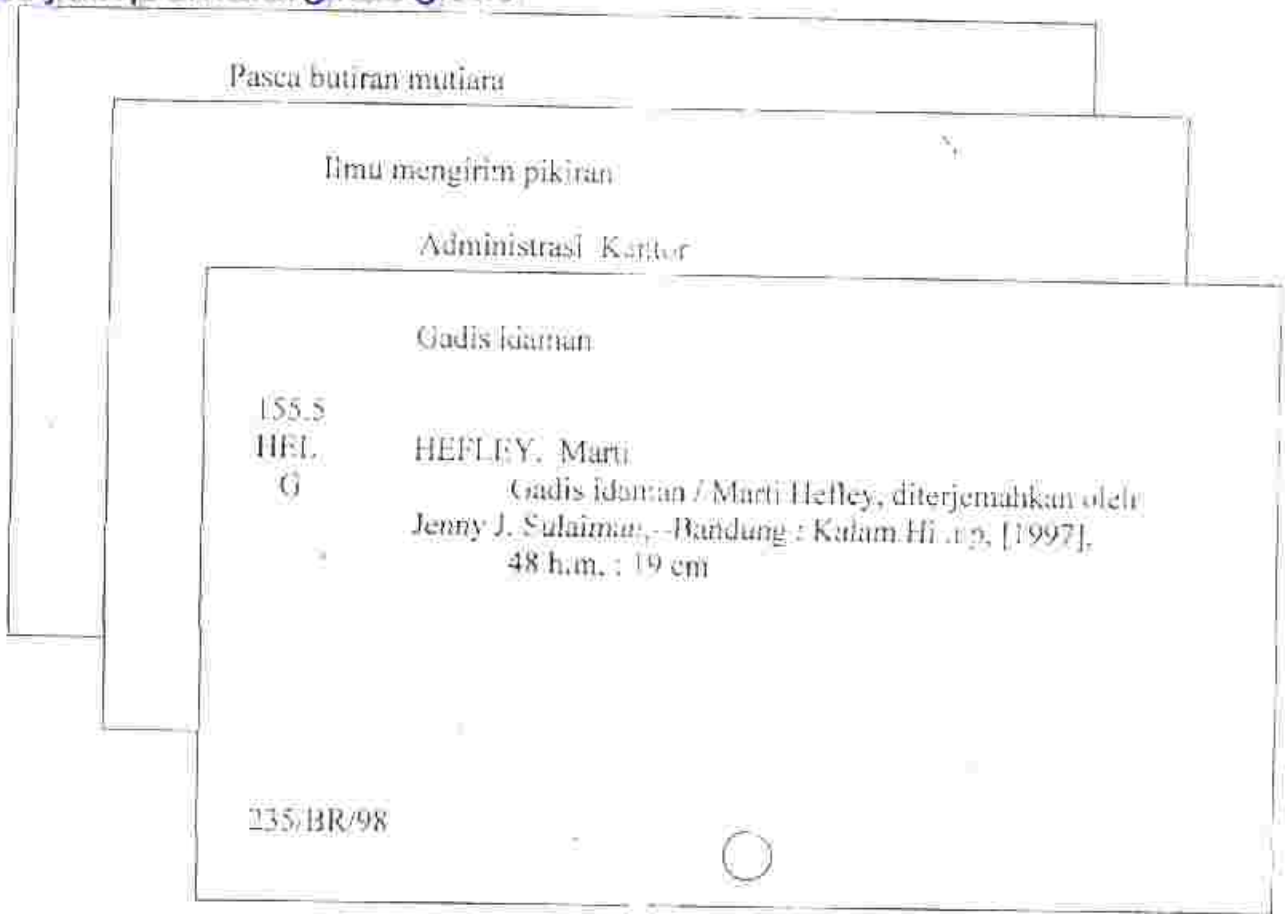 Pasca butiran mutiara
Ilmu mengirim pikiran
Administrasi Kantor
Gadis idaman
155.5
HEL HEFLEY, Marti
G Gadis idaman / Marti Hefley, diterjemahkan oleh
Jenny J. Sulaiman,--Bandung : Kalam [1997],
48 hlm, : 19 cm
235/BR/98